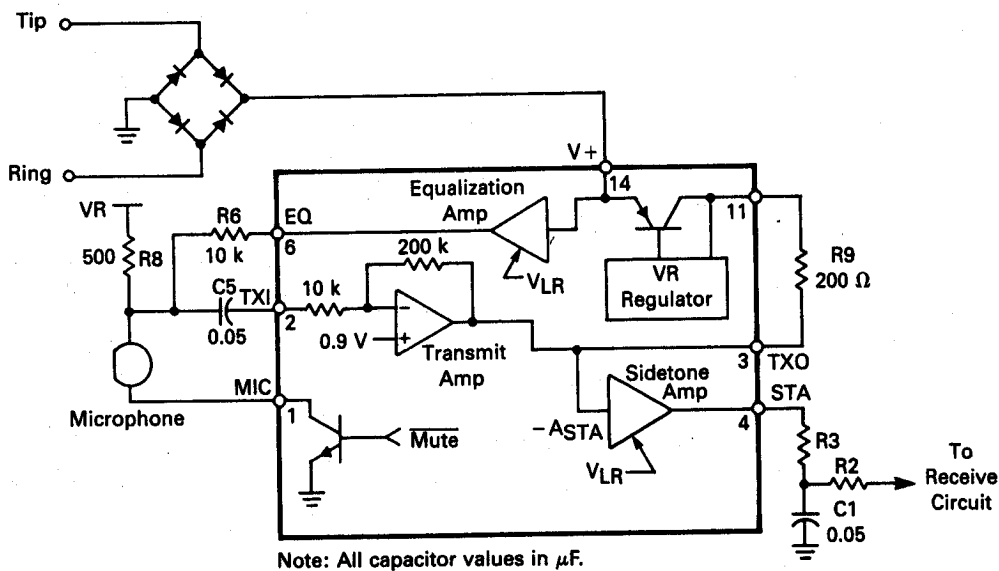 Tip
Ring
V+
14
Equalization
Amp
VLR
VR
Regulator
11
R9
200 Ω
VR
500
R8
R6
10 k
EQ
6
C5
0.05
TXI
2
10 k
200 k
0.9 V
−
+
Transmit
Amp
3
TXO
Microphone
MIC
1
Mute
Sidetone
Amp
−ASTA
VLR
STA
4
R3
R2
C1
0.05
To
Receive
Circuit
Note: All capacitor values in μF.